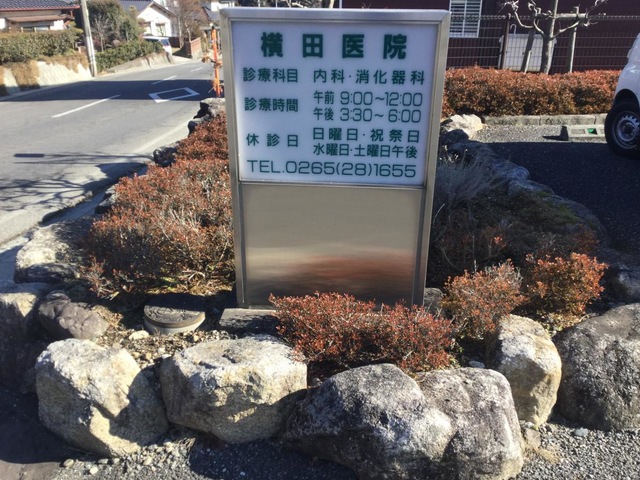 横田医院
診療科目 内科・消化器科
診療時間 午前 9:00～12:00
午後 3:30～6:00
休診日 日曜日・祝祭日
水曜日・土曜日午後
TEL.0265(28)1655